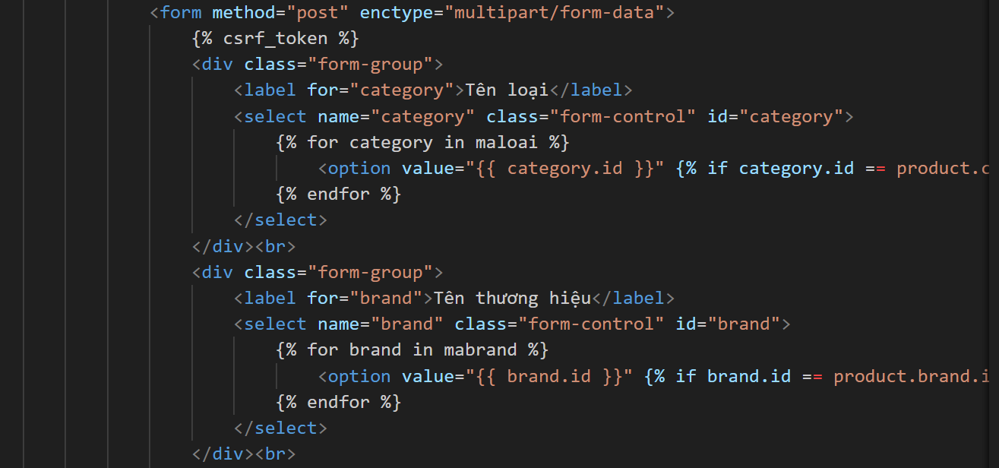 <form method="post" enctype="multipart/form-data">
{% csrf_token %}
<div class="form-group">
<label for="category">Tên loại</label>
<select name="category" class="form-control" id="category">
{% for category in maloai %}
<option value="{{ category.id }}" {% if category.id == product.c
{% endfor %}
</select>
</div><br>
<div class="form-group">
<label for="brand">Tên thương hiệu</label>
<select name="brand" class="form-control" id="brand">
{% for brand in mabrand %}
<option value="{{ brand.id }}" {% if brand.id == product.brand.i
{% endfor %}
</select>
</div><br>